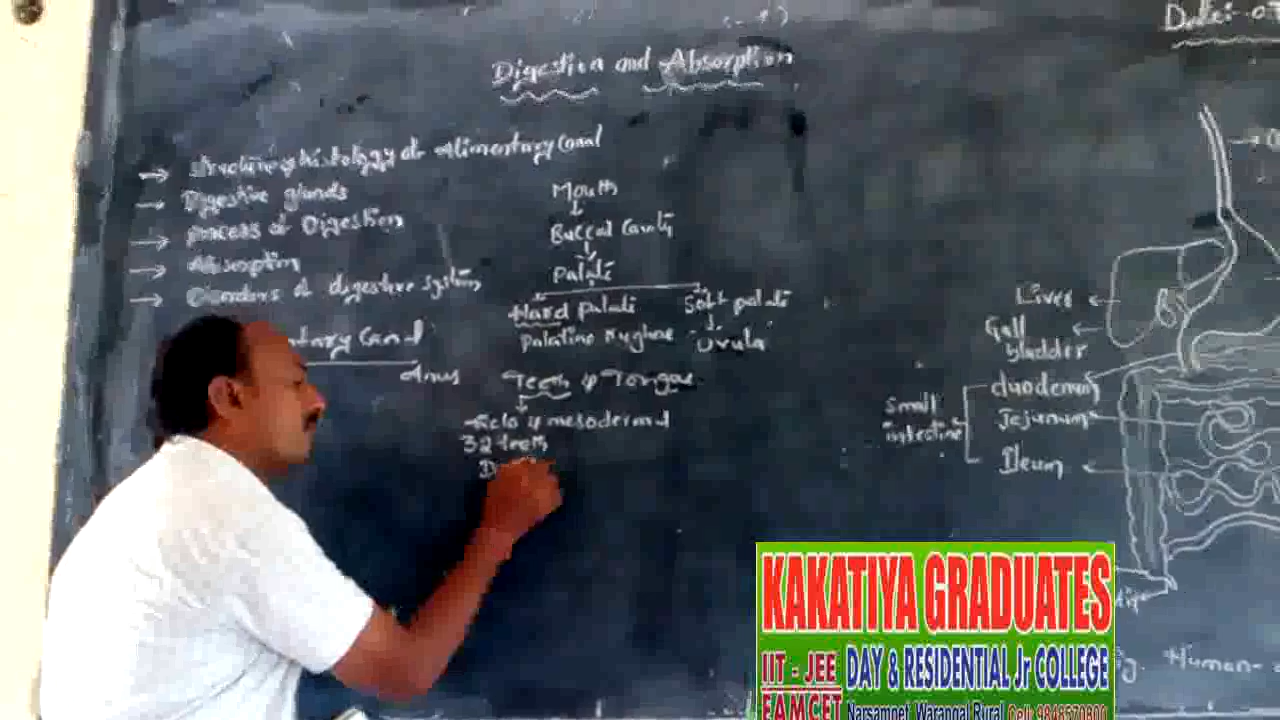 Date:-
Digestion and Absorption
→ Structure & histology of Alimentary Canal
→ Digestive glands
→ process of Digestion
→ Absorption
→ Disorders of digestive system
ntary Canal
Anus
Mouth
↓
Buccal Cavity
↓
Palate
Hard palate Soft palate
↓
Palatine Rughae Uvula
Teeth & Tongue
↓
Ecto & mesodermal
32 teeth
D
Liver
Gall
bladder
Small
intestine
duodenum
Jejunum
Ileum
Human-
KAKATIYA GRADUATES
IIT - JEE
EAMCET
DAY & RESIDENTIAL Jr COLLEGE
Narsampet, Warangal Rural Cell: 9848570800